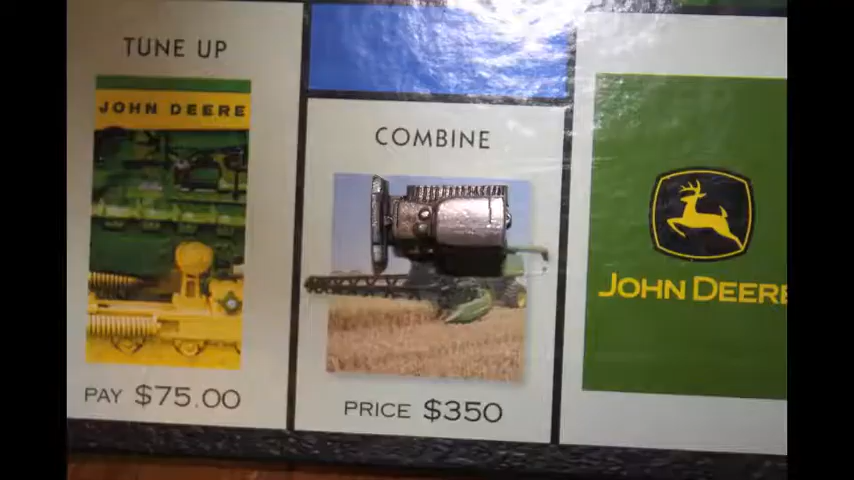 TUNE UP
JOHN DEERE
PAY $75.00
COMBINE
PRICE $350
JOHN DEERE